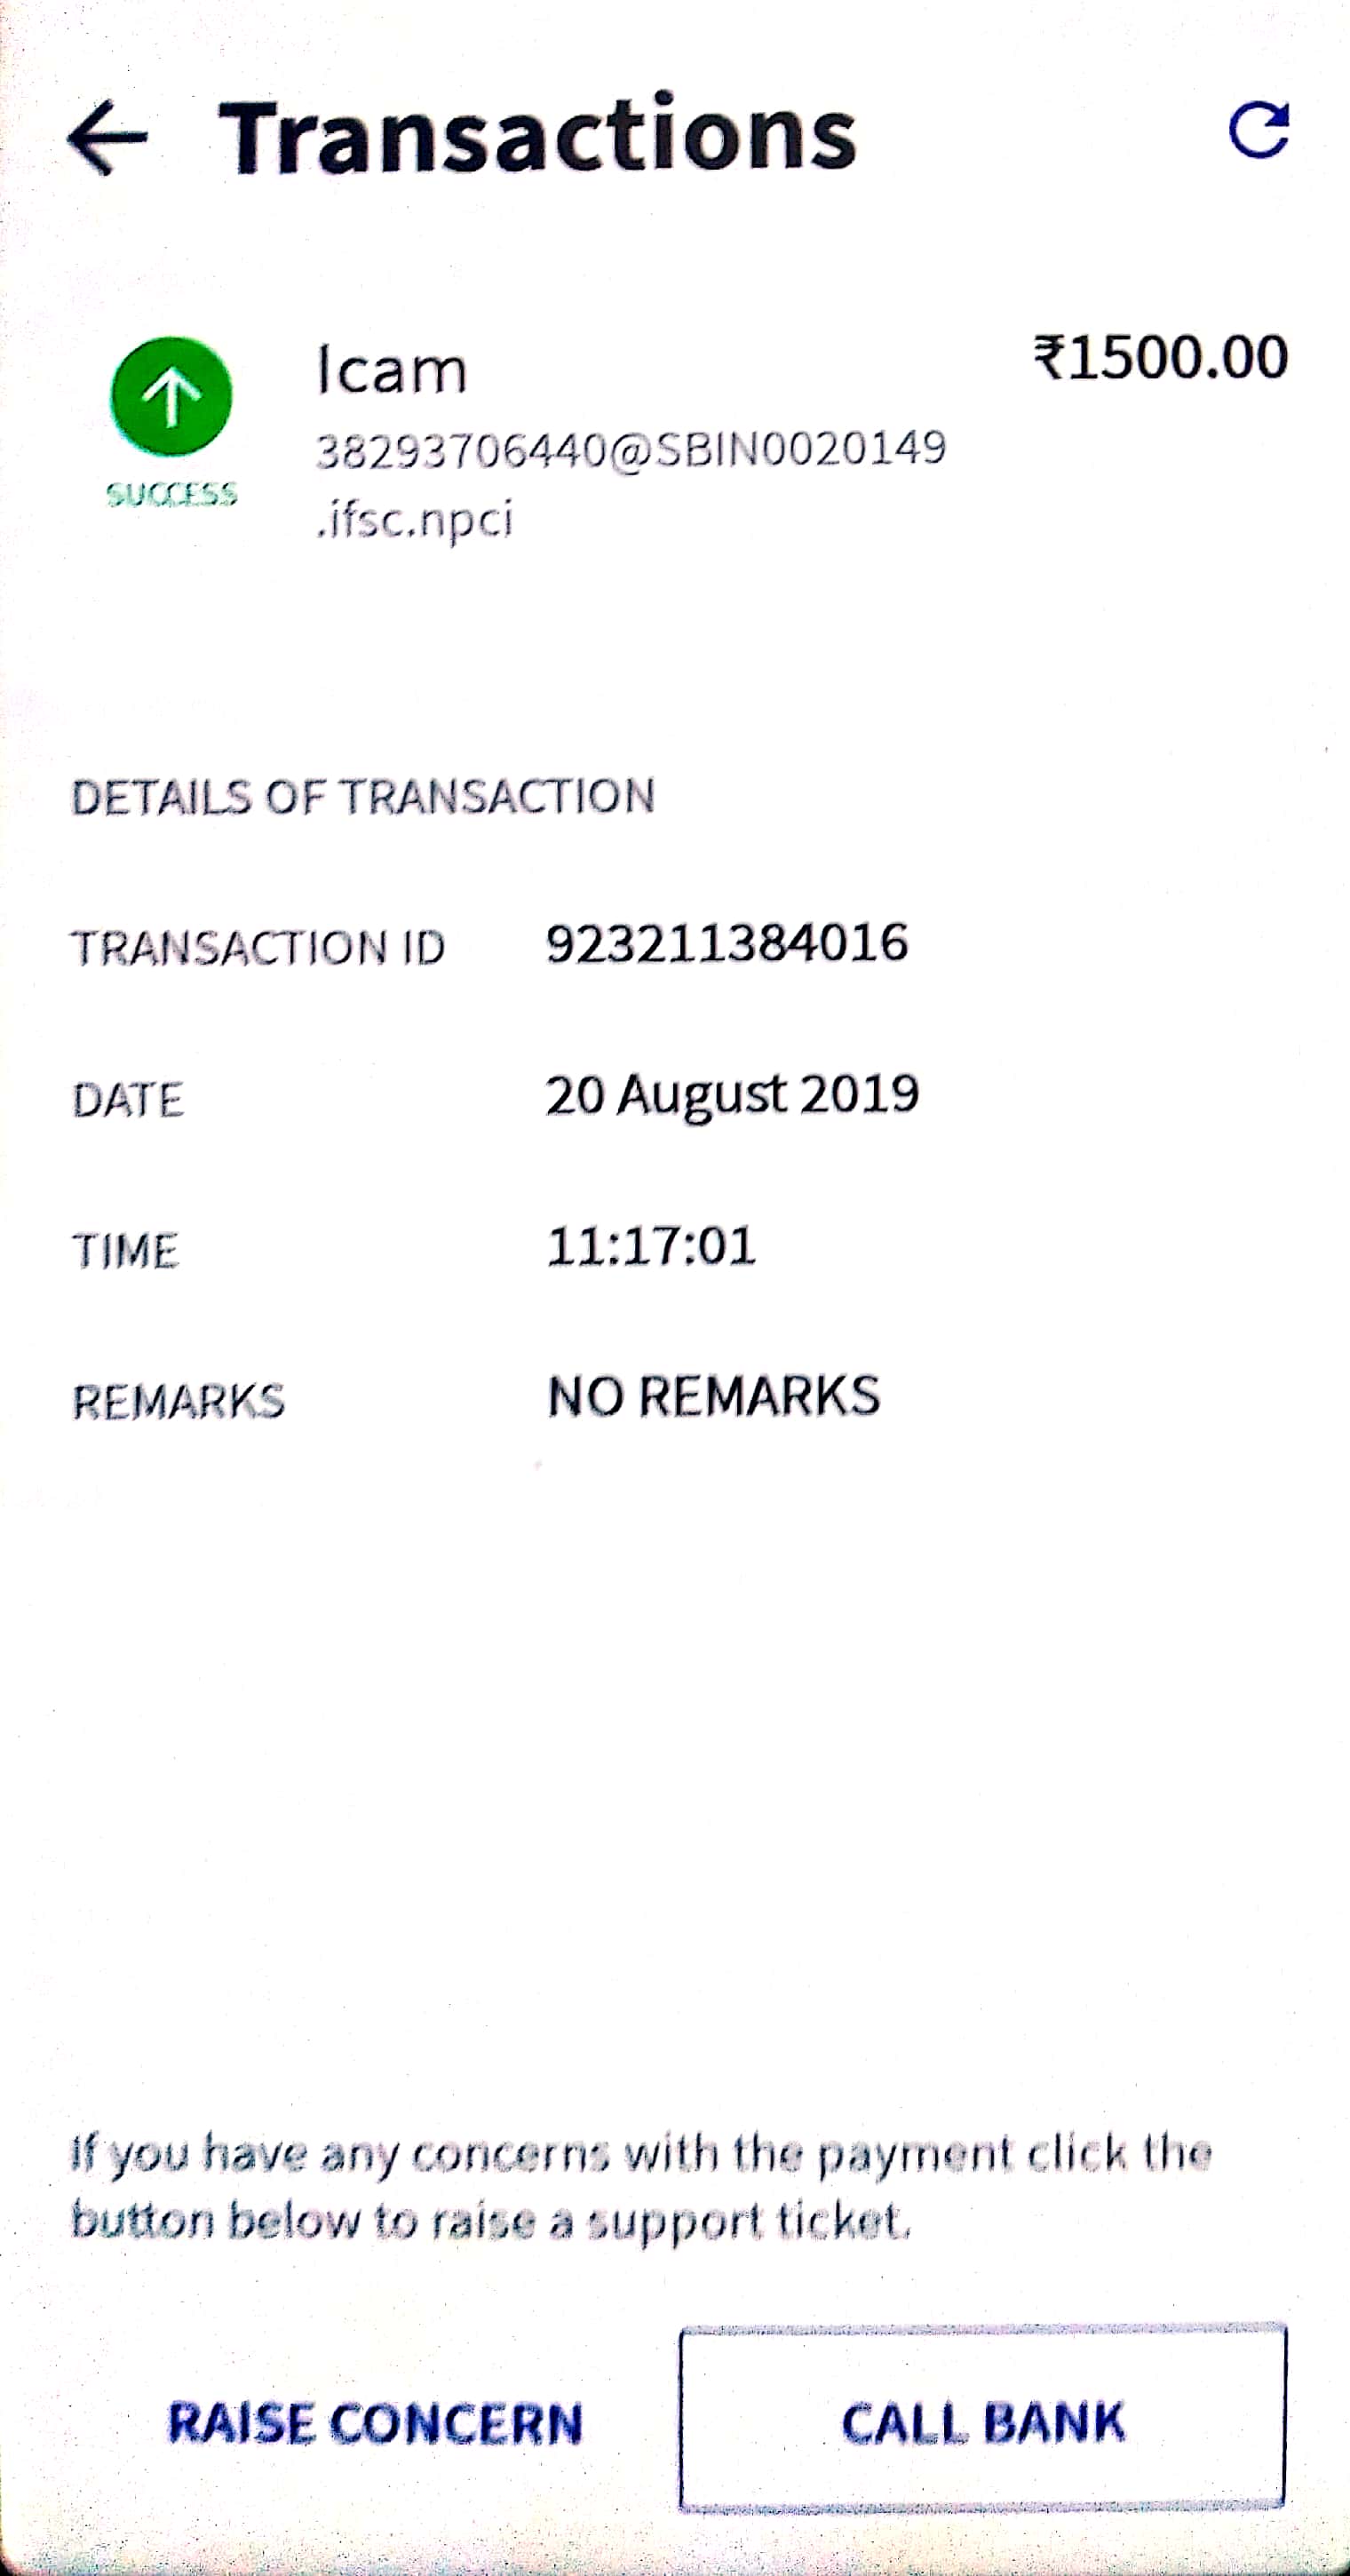 Transactions
Icam
₹1500.00
38293706440@SBIN0020149
.ifsc.npci
SUCCESS
DETAILS OF TRANSACTION
TRANSACTION ID 923211384016
DATE 20 August 2019
TIME 11:17:01
REMARKS NO REMARKS
If you have any concerns with the payment click the
button below to raise a support ticket.
RAISE CONCERN CALL BANK